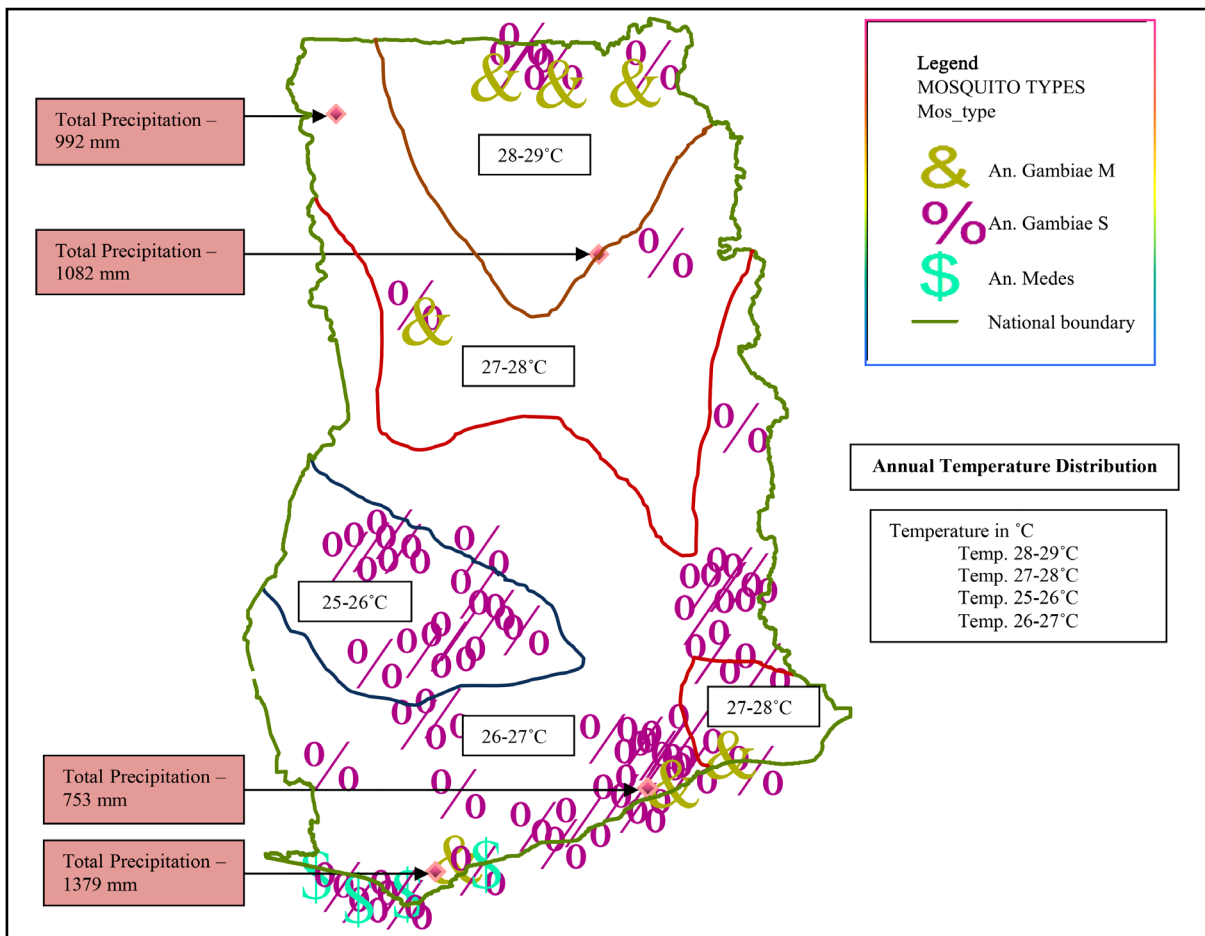 Total Precipitation –
992 mm
Total Precipitation –
1082 mm
28-29˚C
27-28˚C
25-26˚C
26-27˚C
27-28˚C
Total Precipitation –
753 mm
Total Precipitation –
1379 mm
Legend
MOSQUITO TYPES
Mos_type
& An. Gambiae M
% An. Gambiae S
$ An. Medes
National boundary
Annual Temperature Distribution
Temperature in ˚C
Temp. 28-29˚C
Temp. 27-28˚C
Temp. 25-26˚C
Temp. 26-27˚C